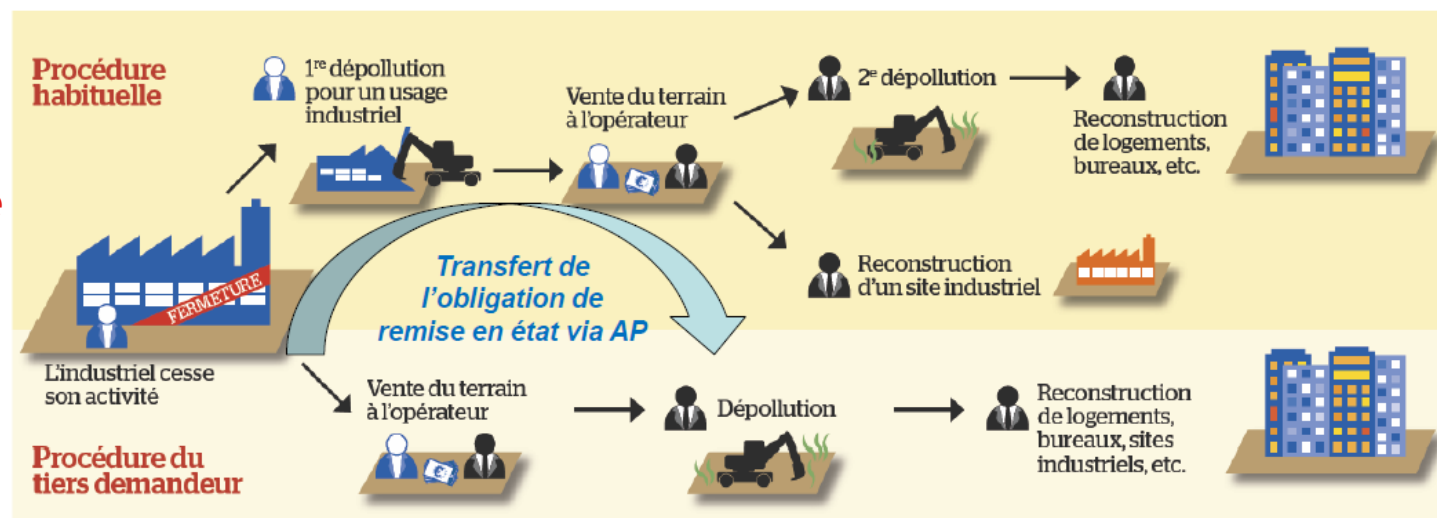 Procédure
habituelle
1re dépollution
pour un usage
industriel
Vente du terrain
à l'opérateur
2e dépollution
Reconstruction
de logements,
bureaux, etc.
Reconstruction
d'un site industriel
FERMETURE
L'industriel cesse
son activité
Transfert de
l'obligation de
remise en état via AP
Procédure du
tiers demandeur
Vente du terrain
à l'opérateur
Dépollution
Reconstruction
de logements,
bureaux, sites
industriels, etc.